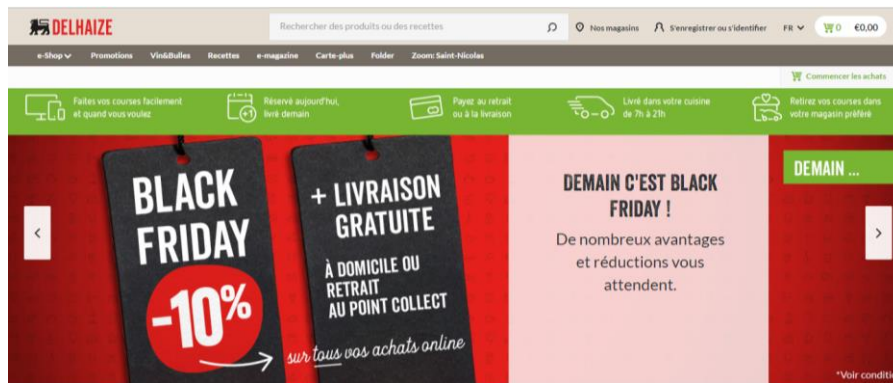 DELHAIZE
Rechercher des produits ou des recettes
Nos magasins
S'enregistrer ou s'identifier
FR
0 €0,00
e-Shop Promotions Vin&Bulles Recettes e-magazine Carte-plus Folder Zoom: Saint-Nicolas
Commencer les achats
Faites vos courses facilement
et quand vous voulez
+1
Réservé aujourd'hui,
livré demain
Payez au retrait
ou à la livraison
Livré dans votre cuisine
de 7h à 21h
Retirez vos courses dans
votre magasin préféré
BLACK
FRIDAY
-10%
+ LIVRAISON
GRATUITE
À DOMICILE OU
RETRAIT
AU POINT COLLECT
sur tous vos achats online
DEMAIN C'EST BLACK
FRIDAY !
De nombreux avantages
et réductions vous
attendent.
DEMAIN ...
*Voir conditi